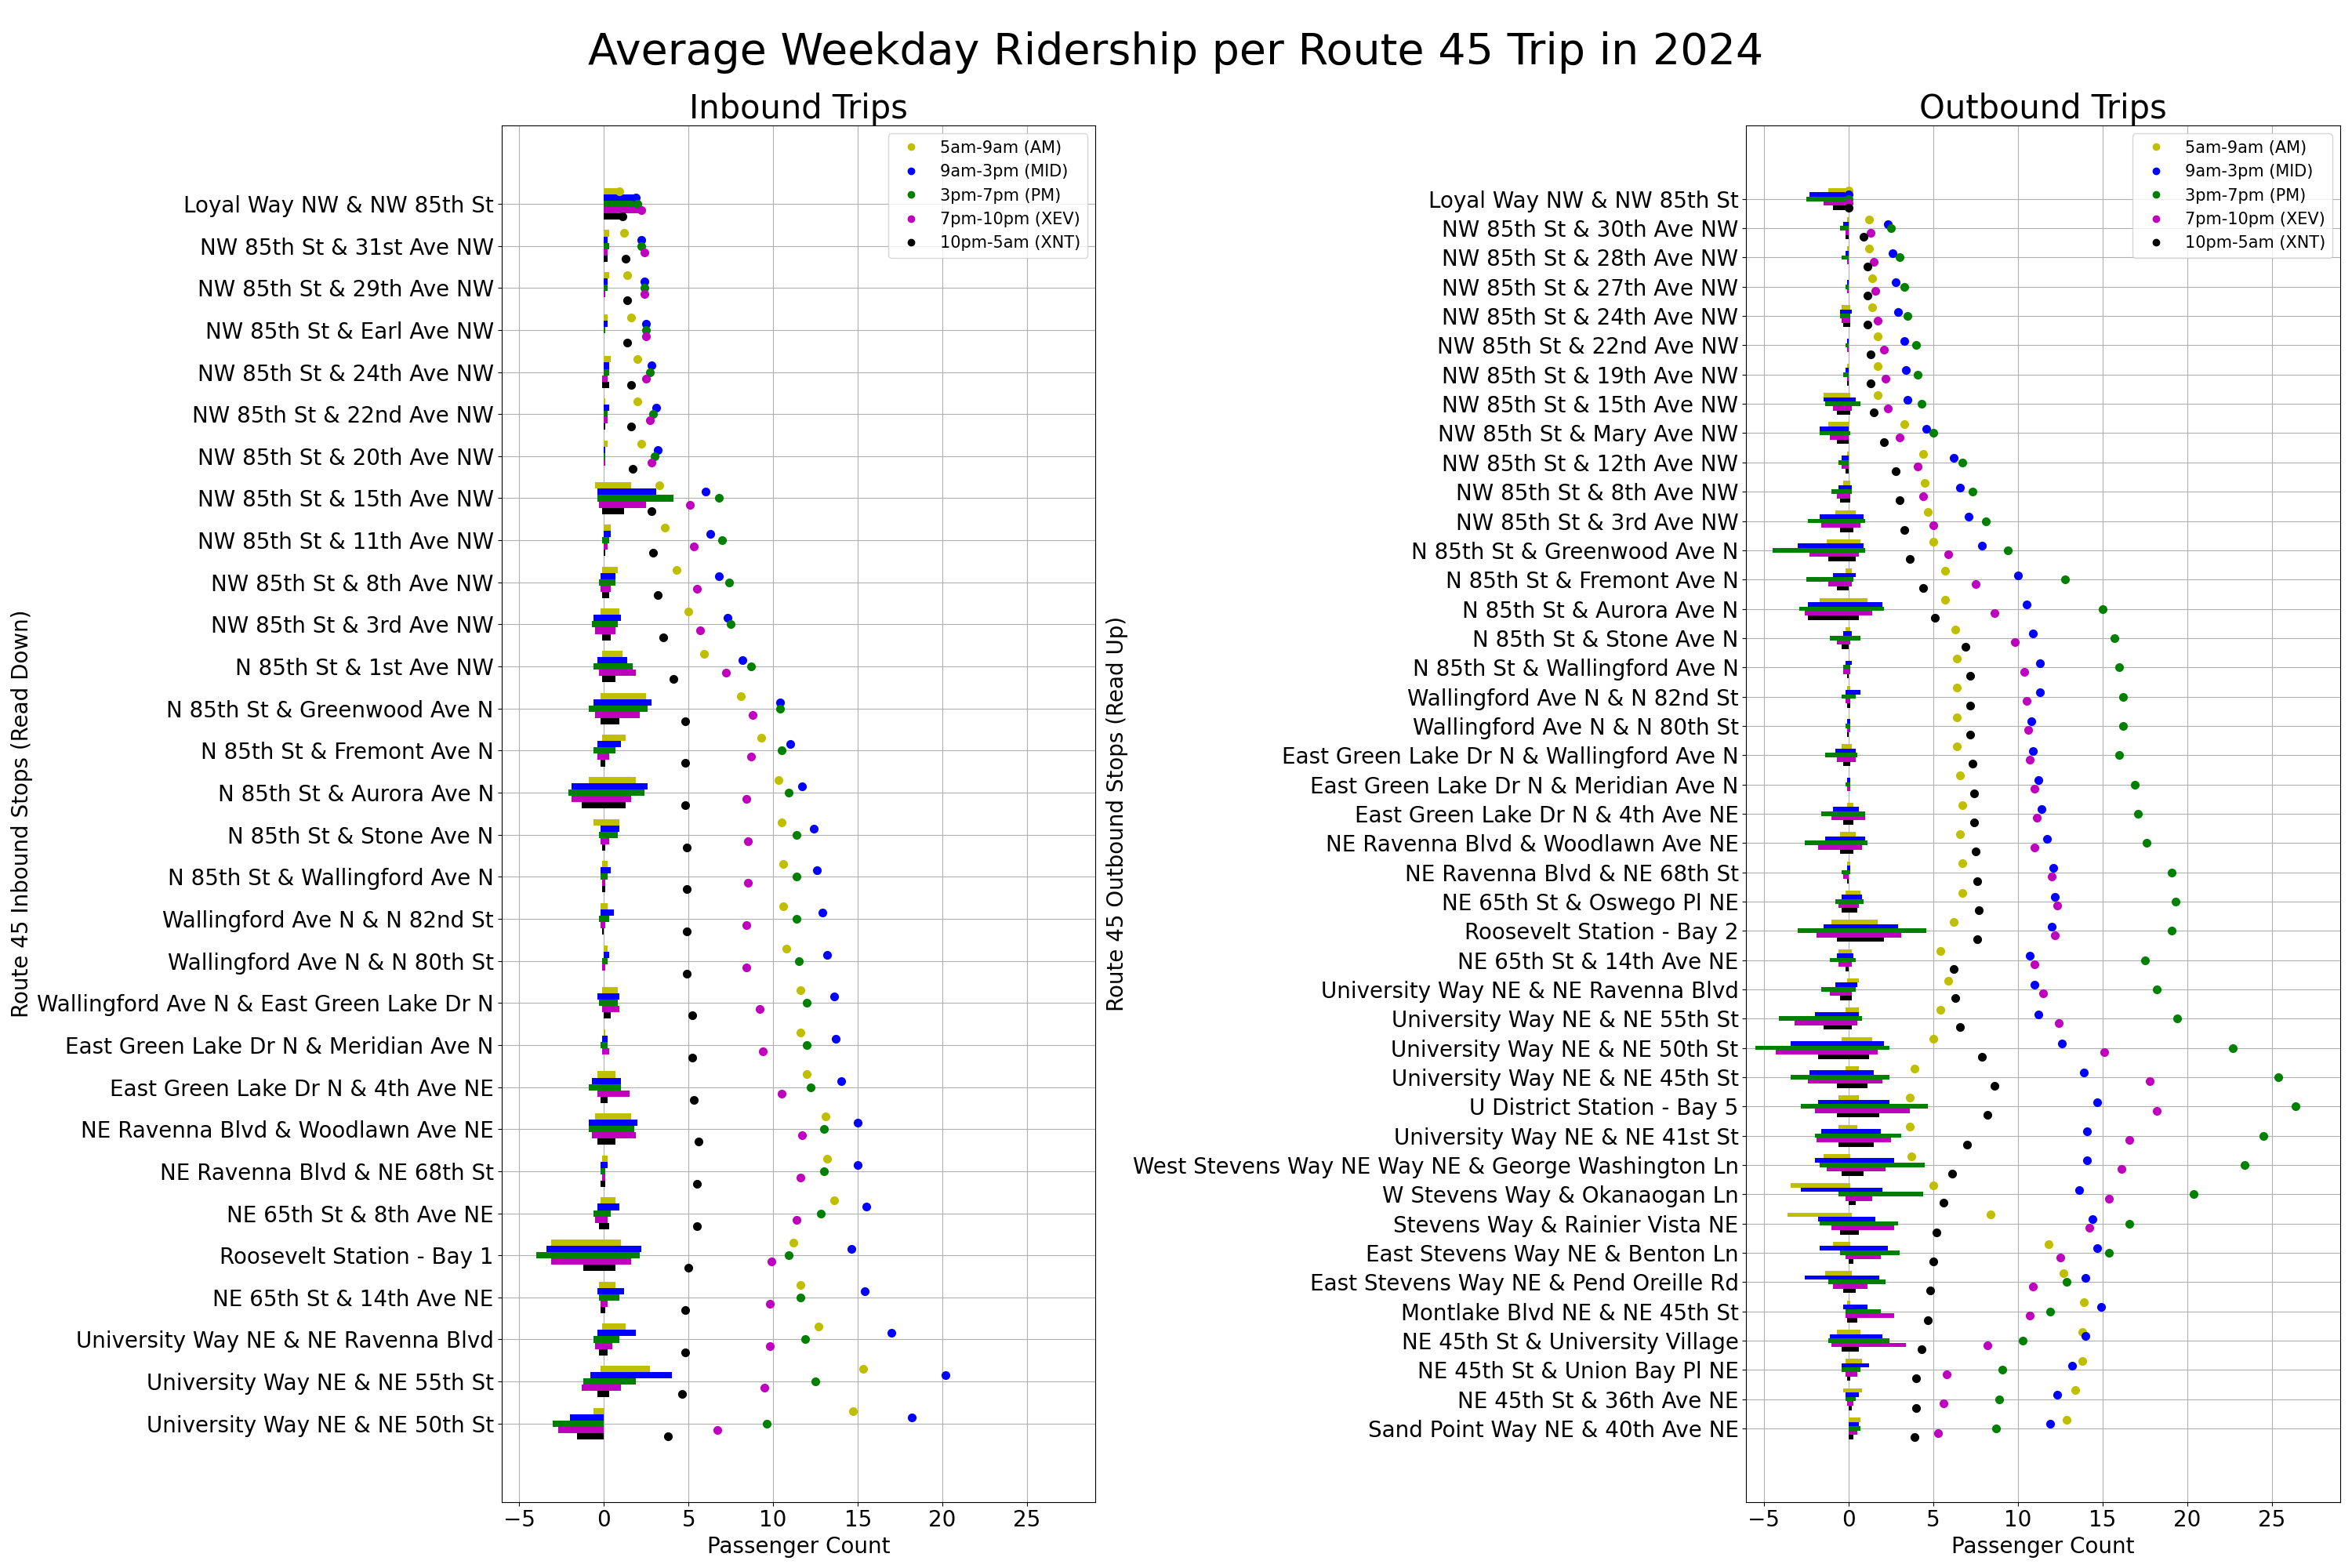 Average Weekday Ridership per Route 45 Trip in 2024
Inbound Trips
5am-9am (AM)
9am-3pm (MID)
3pm-7pm (PM)
7pm-10pm (XEV)
10pm-5am (XNT)
Route 45 Inbound Stops (Read Down)
Loyal Way NW & NW 85th St
NW 85th St & 31st Ave NW
NW 85th St & 29th Ave NW
NW 85th St & Earl Ave NW
NW 85th St & 24th Ave NW
NW 85th St & 22nd Ave NW
NW 85th St & 20th Ave NW
NW 85th St & 15th Ave NW
NW 85th St & 11th Ave NW
NW 85th St & 8th Ave NW
NW 85th St & 3rd Ave NW
N 85th St & 1st Ave NW
N 85th St & Greenwood Ave N
N 85th St & Fremont Ave N
N 85th St & Aurora Ave N
N 85th St & Stone Ave N
N 85th St & Wallingford Ave N
Wallingford Ave N & N 82nd St
Wallingford Ave N & N 80th St
Wallingford Ave N & East Green Lake Dr N
East Green Lake Dr N & Meridian Ave N
East Green Lake Dr N & 4th Ave NE
NE Ravenna Blvd & Woodlawn Ave NE
NE Ravenna Blvd & NE 68th St
NE 65th St & 8th Ave NE
Roosevelt Station - Bay 1
NE 65th St & 14th Ave NE
University Way NE & NE Ravenna Blvd
University Way NE & NE 55th St
University Way NE & NE 50th St
−5 0 5 10 15 20 25
Passenger Count
Outbound Trips
5am-9am (AM)
9am-3pm (MID)
3pm-7pm (PM)
7pm-10pm (XEV)
10pm-5am (XNT)
Route 45 Outbound Stops (Read Up)
Loyal Way NW & NW 85th St
NW 85th St & 30th Ave NW
NW 85th St & 28th Ave NW
NW 85th St & 27th Ave NW
NW 85th St & 24th Ave NW
NW 85th St & 22nd Ave NW
NW 85th St & 19th Ave NW
NW 85th St & 15th Ave NW
NW 85th St & Mary Ave NW
NW 85th St & 12th Ave NW
NW 85th St & 8th Ave NW
NW 85th St & 3rd Ave NW
N 85th St & Greenwood Ave N
N 85th St & Fremont Ave N
N 85th St & Aurora Ave N
N 85th St & Stone Ave N
N 85th St & Wallingford Ave N
Wallingford Ave N & N 82nd St
Wallingford Ave N & N 80th St
East Green Lake Dr N & Wallingford Ave N
East Green Lake Dr N & Meridian Ave N
East Green Lake Dr N & 4th Ave NE
NE Ravenna Blvd & Woodlawn Ave NE
NE Ravenna Blvd & NE 68th St
NE 65th St & Oswego Pl NE
Roosevelt Station - Bay 2
NE 65th St & 14th Ave NE
University Way NE & NE Ravenna Blvd
University Way NE & NE 55th St
University Way NE & NE 50th St
University Way NE & NE 45th St
U District Station - Bay 5
University Way NE & NE 41st St
West Stevens Way NE Way NE & George Washington Ln
W Stevens Way & Okanaogan Ln
Stevens Way & Rainier Vista NE
East Stevens Way NE & Benton Ln
East Stevens Way NE & Pend Oreille Rd
Montlake Blvd NE & NE 45th St
NE 45th St & University Village
NE 45th St & Union Bay Pl NE
NE 45th St & 36th Ave NE
Sand Point Way NE & 40th Ave NE
−5 0 5 10 15 20 25
Passenger Count